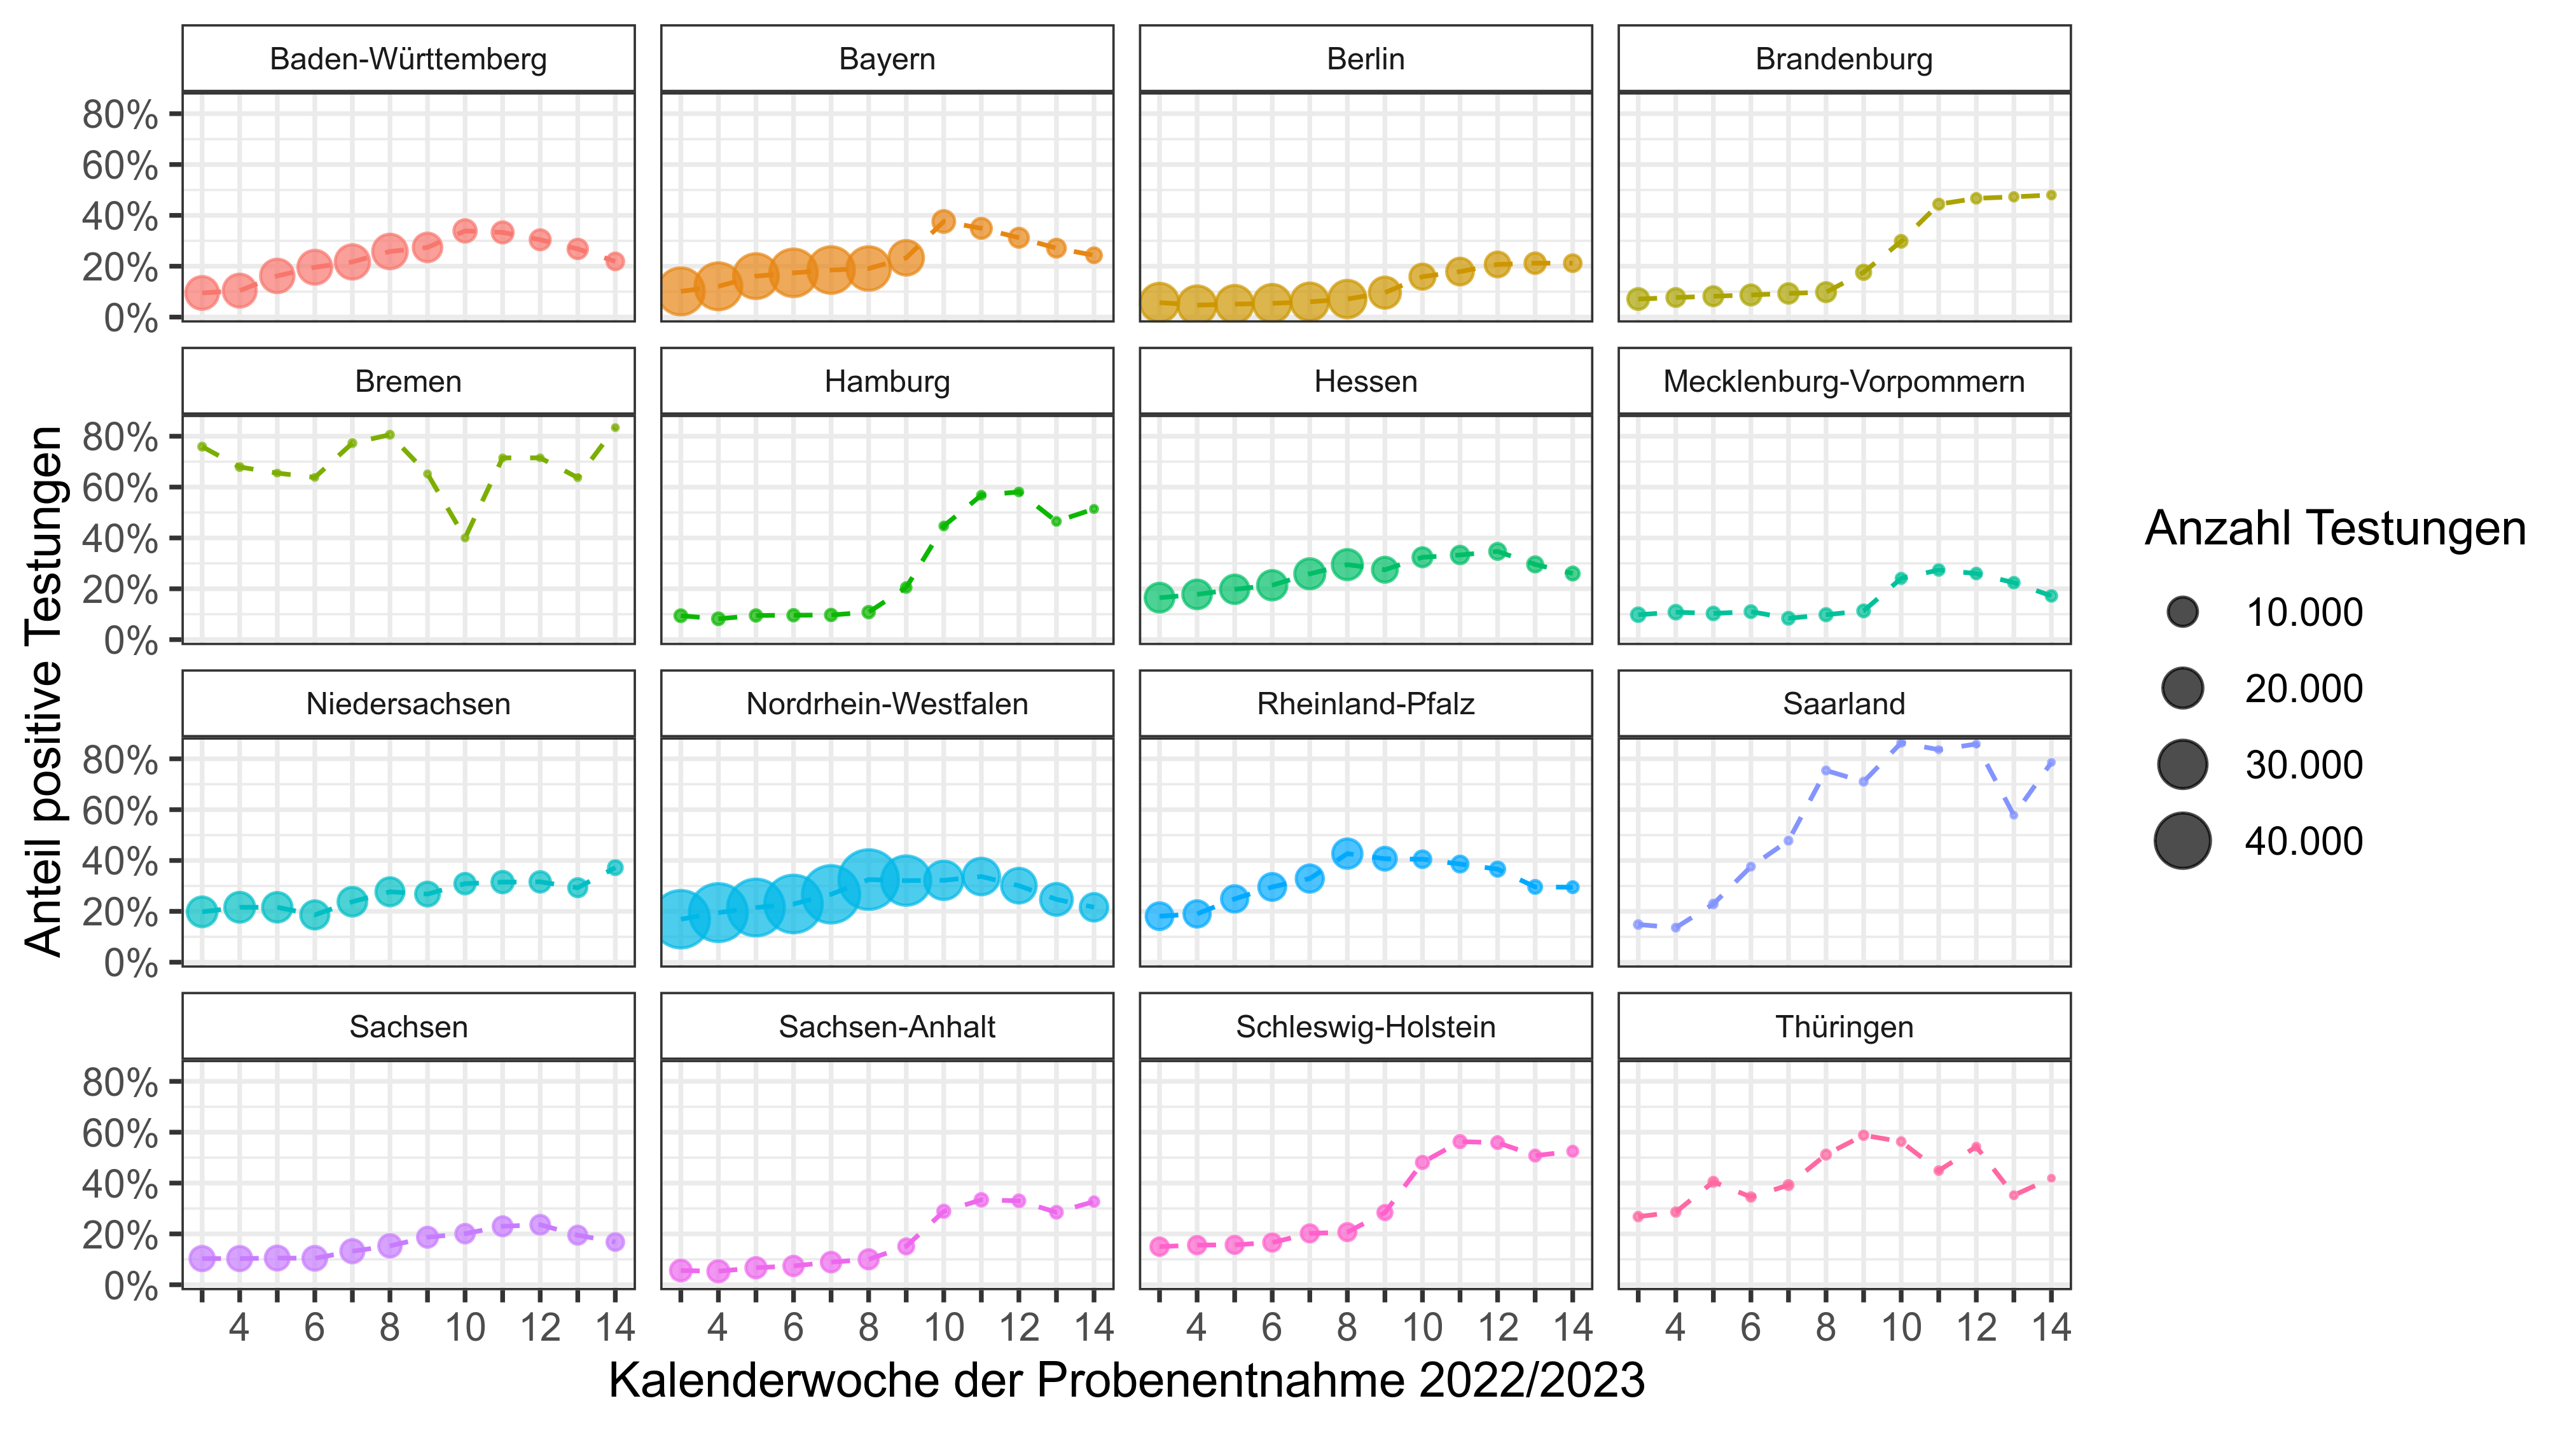 Baden-Württemberg
Bayern
Berlin
Brandenburg
80%
60%
40%
20%
0%
Bremen
Hamburg
Hessen
Mecklenburg-Vorpommern
80%
60%
40%
20%
0%
Niedersachsen
Nordrhein-Westfalen
Rheinland-Pfalz
Saarland
80%
60%
40%
20%
0%
Sachsen
Sachsen-Anhalt
Schleswig-Holstein
Thüringen
80%
60%
40%
20%
0%
4 6 8 10 12 14
4 6 8 10 12 14
4 6 8 10 12 14
4 6 8 10 12 14
Kalenderwoche der Probenentnahme 2022/2023
Anteil positive Testungen
Anzahl Testungen
10.000
20.000
30.000
40.000